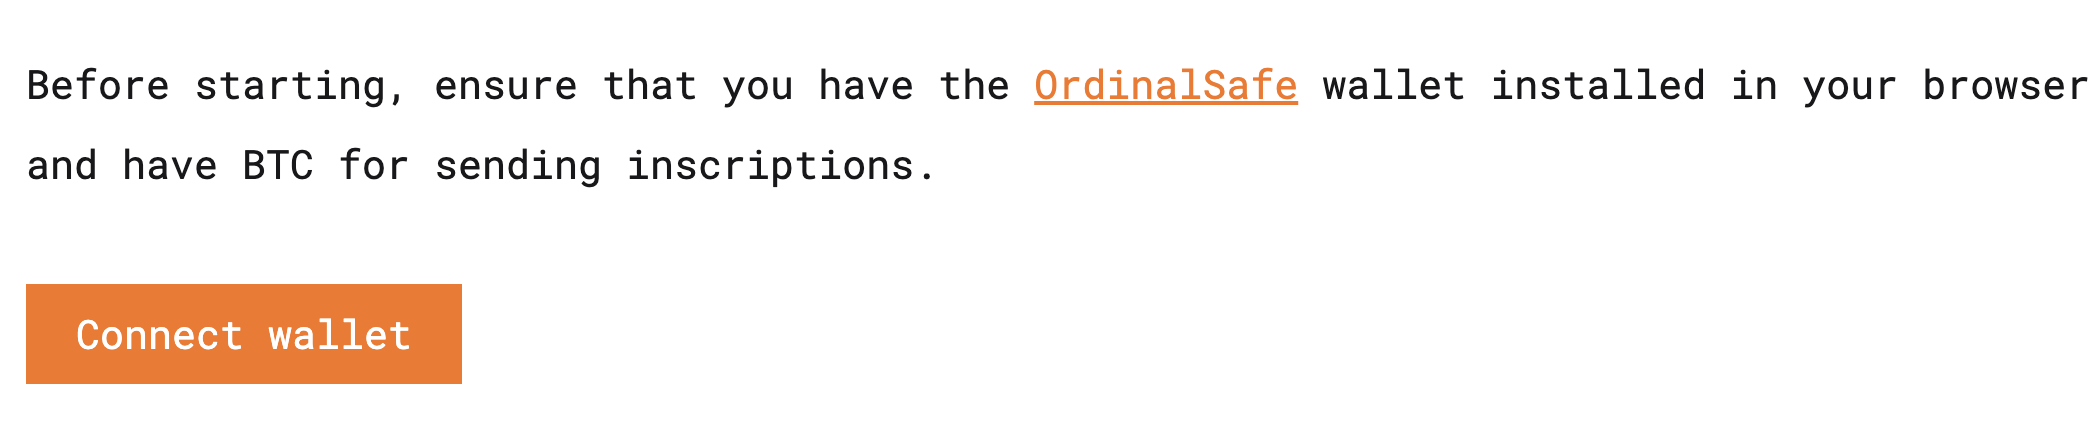 Before starting, ensure that you have the OrdinalSafe wallet installed in your browser
and have BTC for sending inscriptions.
Connect wallet